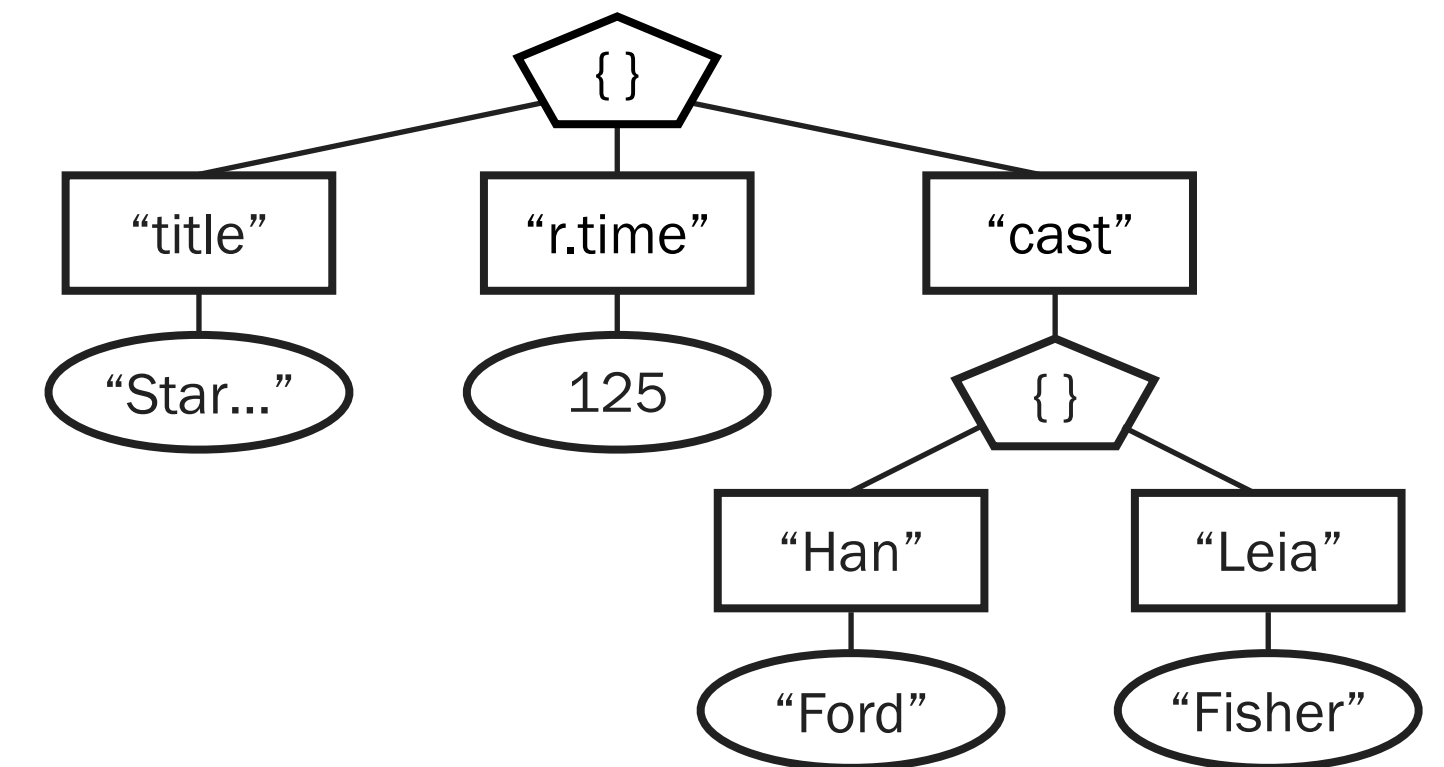 { }
“title”
“r.time”
“cast”
“Star...”
125
{ }
“Han”
“Leia”
“Ford”
“Fisher”